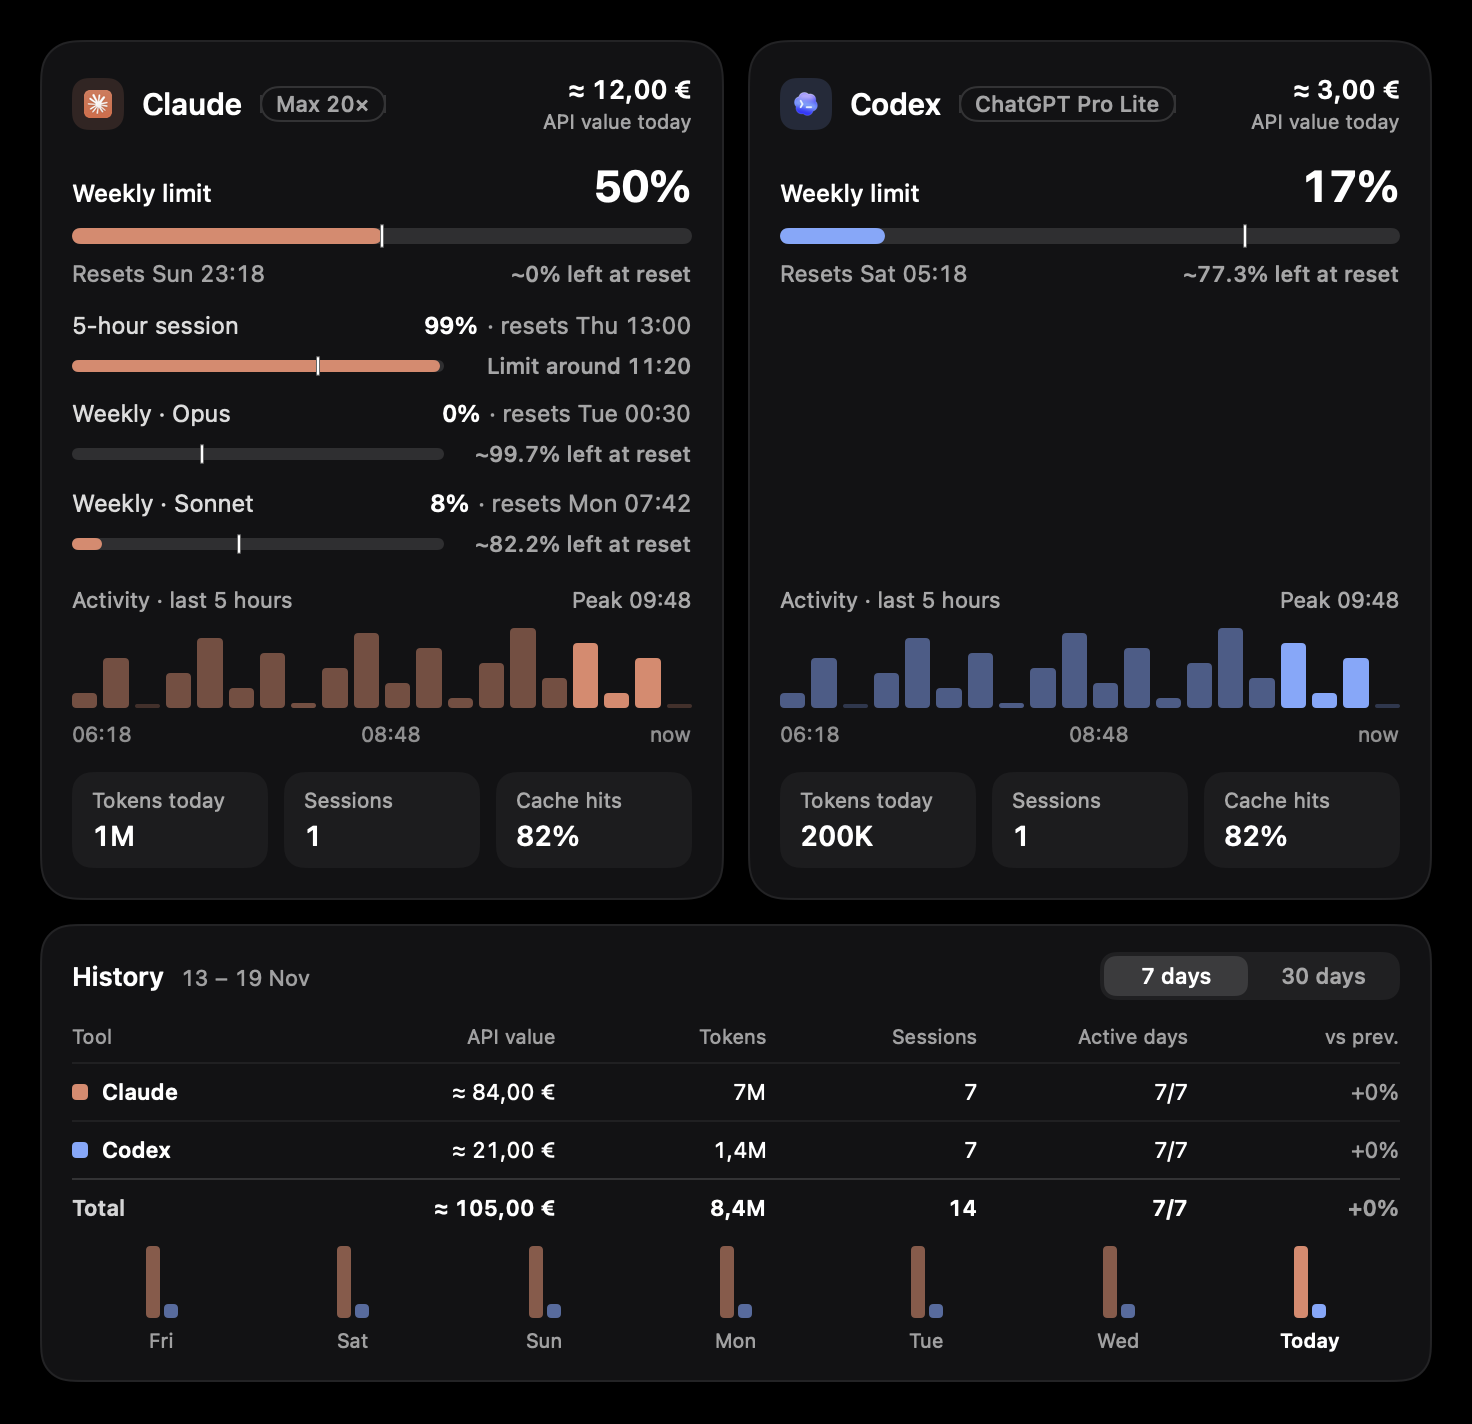 Claude Max 20× ≈ 12,00 €
API value today
Weekly limit 50%
Resets Sun 23:18 ~0% left at reset
5-hour session 99% · resets Thu 13:00
Limit around 11:20
Weekly · Opus 0% · resets Tue 00:30
~99.7% left at reset
Weekly · Sonnet 8% · resets Mon 07:42
~82.2% left at reset
Activity · last 5 hours Peak 09:48
06:18 08:48 now
Tokens today Sessions Cache hits
1M 1 82%
Codex ChatGPT Pro Lite ≈ 3,00 €
API value today
Weekly limit 17%
Resets Sat 05:18 ~77.3% left at reset
Activity · last 5 hours Peak 09:48
06:18 08:48 now
Tokens today Sessions Cache hits
200K 1 82%
History 13 – 19 Nov 7 days 30 days
Tool API value Tokens Sessions Active days vs prev.
Claude ≈ 84,00 € 7M 7 7/7 +0%
Codex ≈ 21,00 € 1,4M 7 7/7 +0%
Total ≈ 105,00 € 8,4M 14 7/7 +0%
Fri Sat Sun Mon Tue Wed Today